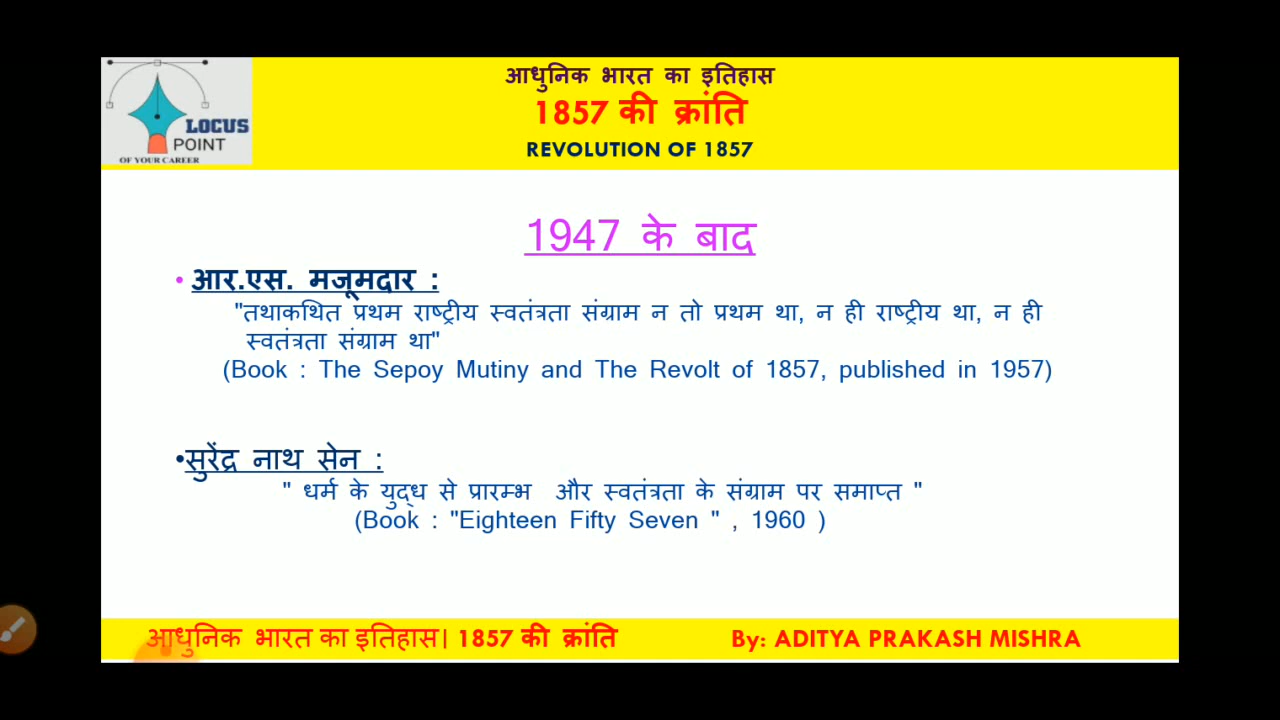 LOCUS
POINT
OF YOUR CAREER
आधुनिक भारत का इतिहास
1857 की क्रांति
REVOLUTION OF 1857
1947 के बाद
• आर.एस. मजूमदार :
"तथाकथित प्रथम राष्ट्रीय स्वतंत्रता संग्राम न तो प्रथम था, न ही राष्ट्रीय था, न ही
स्वतंत्रता संग्राम था"
(Book : The Sepoy Mutiny and The Revolt of 1857, published in 1957)
•सुरेंद्र नाथ सेन :
" धर्म के युद्ध से प्रारम्भ और स्वतंत्रता के संग्राम पर समाप्त "
(Book : "Eighteen Fifty Seven " , 1960 )
आधुनिक भारत का इतिहास। 1857 की क्रांति
By: ADITYA PRAKASH MISHRA